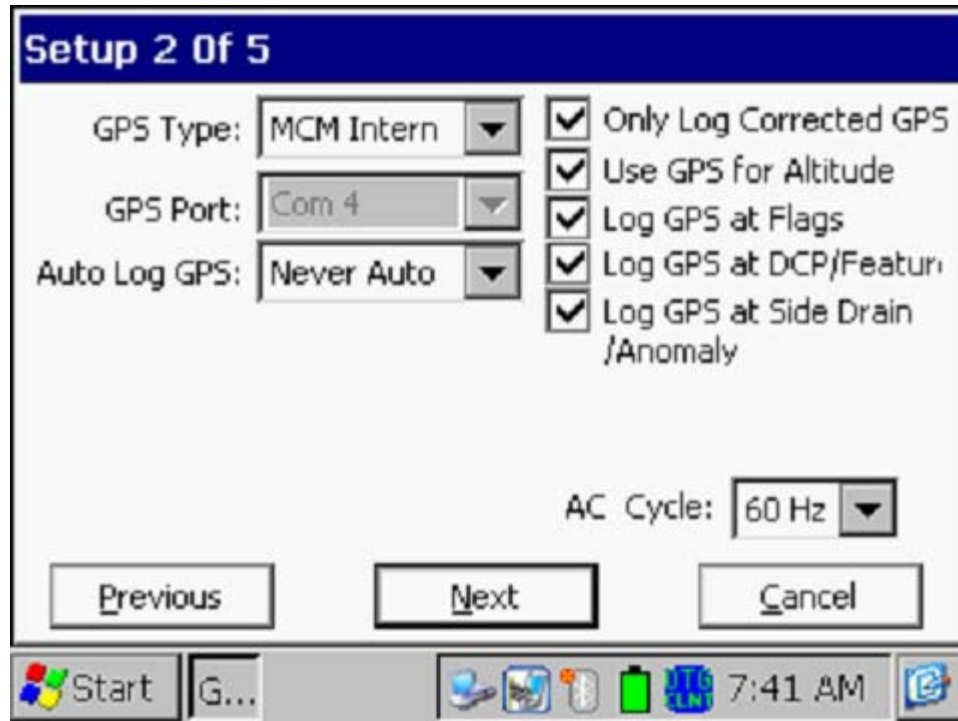 Setup 2 Of 5
GPS Type: MCM Intern
Only Log Corrected GPS
Use GPS for Altitude
GPS Port: Com 4
Log GPS at Flags
Auto Log GPS: Never Auto
Log GPS at DCP/Featur
Log GPS at Side Drain
/Anomaly
AC Cycle: 60 Hz
Previous
Next
Cancel
Start
G...
UTG
CLNT
7:41 AM